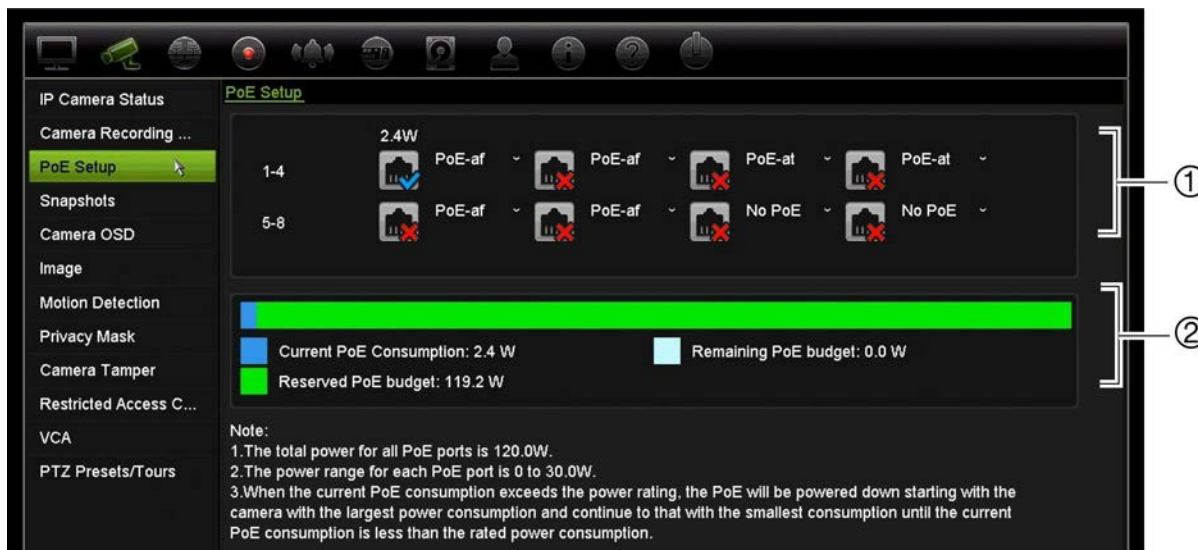 IP Camera Status
PoE Setup
Camera Recording ...
PoE Setup
Snapshots
Camera OSD
Image
Motion Detection
Privacy Mask
Camera Tamper
Restricted Access C...
VCA
PTZ Presets/Tours
2.4W
1-4 PoE-af PoE-af PoE-at PoE-at
5-8 PoE-af PoE-af No PoE No PoE
①
Current PoE Consumption: 2.4 W Remaining PoE budget: 0.0 W
Reserved PoE budget: 119.2 W
②
Note:
1.The total power for all PoE ports is 120.0W.
2.The power range for each PoE port is 0 to 30.0W.
3.When the current PoE consumption exceeds the power rating, the PoE will be powered down starting with the
camera with the largest power consumption and continue to that with the smallest consumption until the current
PoE consumption is less than the rated power consumption.